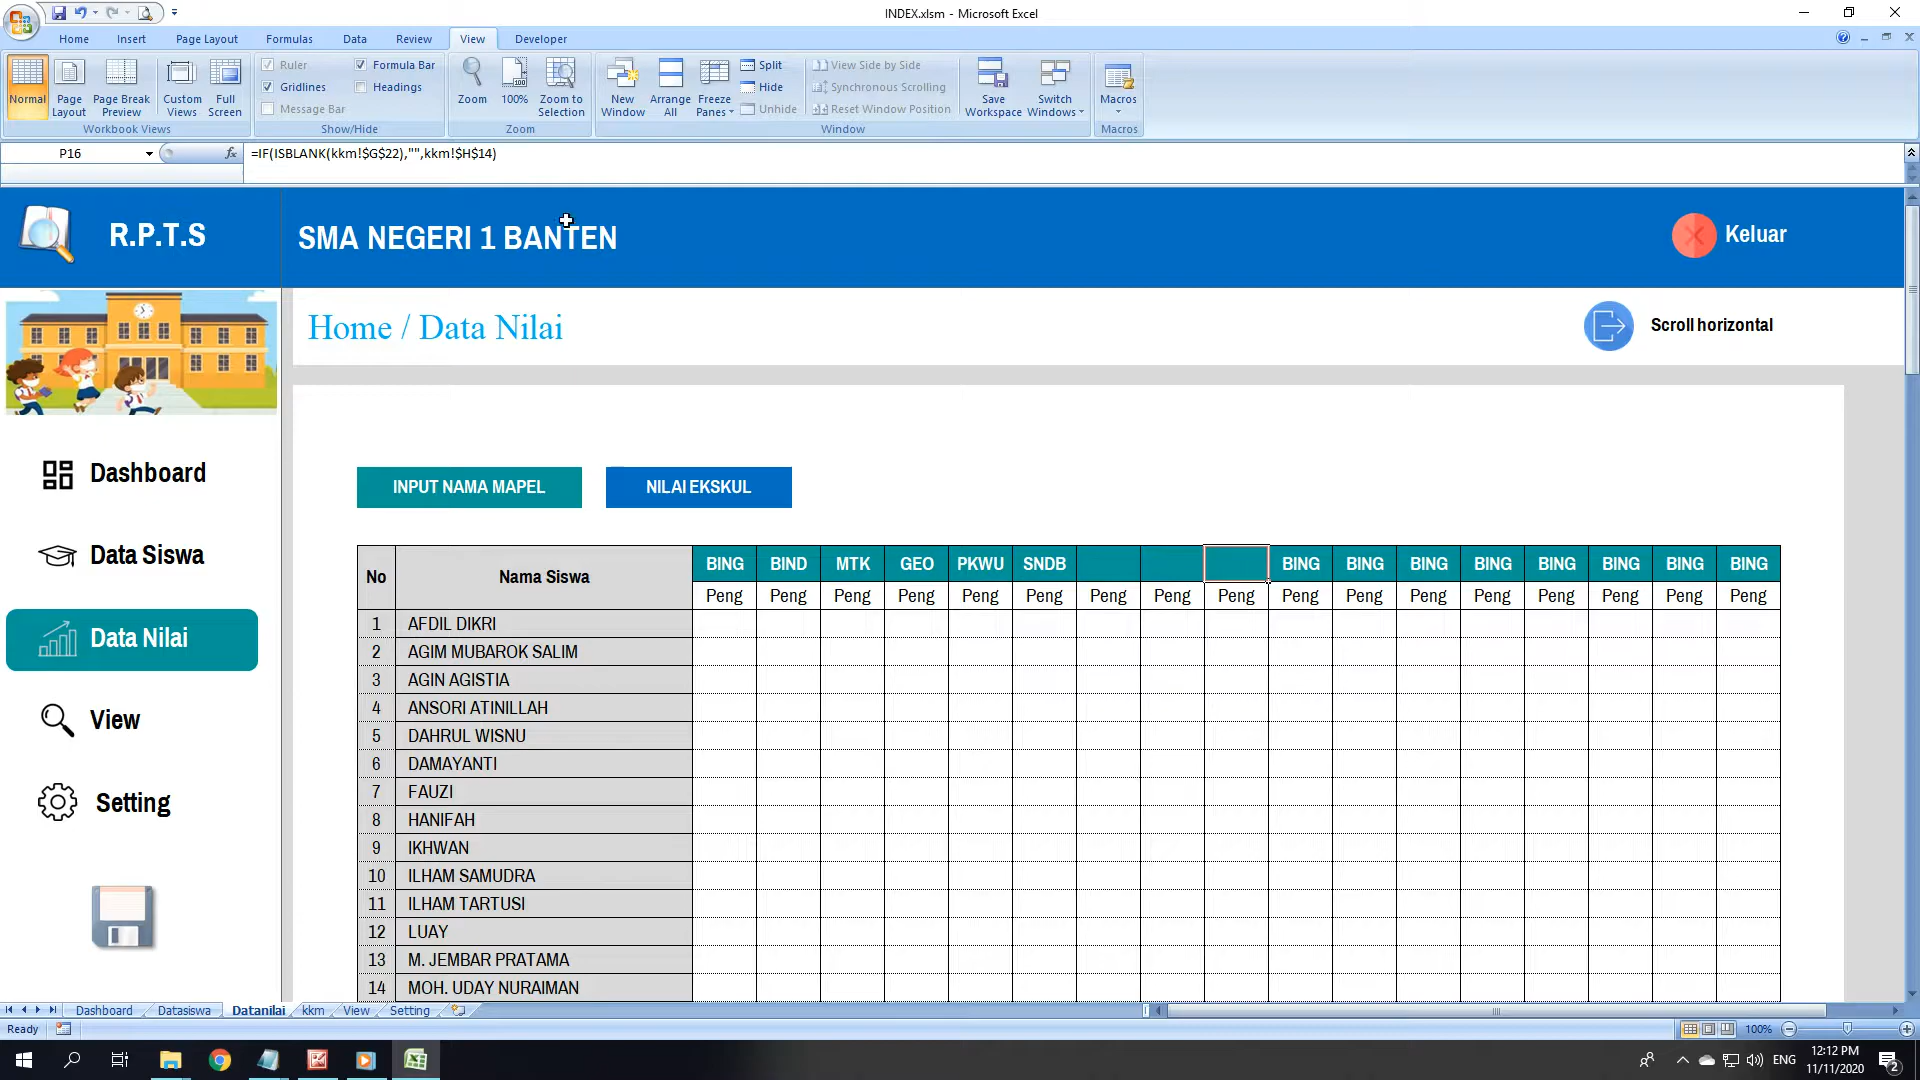 INDEX.xlsm - Microsoft Excel
Home Insert Page Layout Formulas Data Review View Developer
Normal Page Layout Page Break Preview Custom Views Full Screen
Workbook Views
Ruler Formula Bar
Gridlines Headings
Message Bar
Show/Hide
Zoom 100% Zoom to Selection
Zoom
New Window Arrange All Freeze Panes
Split
Hide
Unhide
View Side by Side
Synchronous Scrolling
Reset Window Position
Save Workspace Switch Windows
Window
Macros
Macros
P16 fx =IF(ISBLANK(kkm!$G$22),"",kkm!$H$14)
R.P.T.S SMA NEGERI 1 BANTEN Keluar
Home / Data Nilai Scroll horizontal
Dashboard
Data Siswa
Data Nilai
View
Setting
INPUT NAMA MAPEL NILAI EKSKUL
No Nama Siswa BING BIND MTK GEO PKWU SNDB BING BING BING BING BING BING BING BING
Peng Peng Peng Peng Peng Peng Peng Peng Peng Peng Peng Peng Peng Peng Peng Peng Peng
1 AFDIL DIKRI
2 AGIM MUBAROK SALIM
3 AGIN AGISTIA
4 ANSORI ATINILLAH
5 DAHRUL WISNU
6 DAMAYANTI
7 FAUZI
8 HANIFAH
9 IKHWAN
10 ILHAM SAMUDRA
11 ILHAM TARTUSI
12 LUAY
13 M. JEMBAR PRATAMA
14 MOH. UDAY NURAIMAN
Dashboard Datasiswa Datanilai kkm View Setting
Ready 100%
ENG 12:12 PM
11/11/2020 2